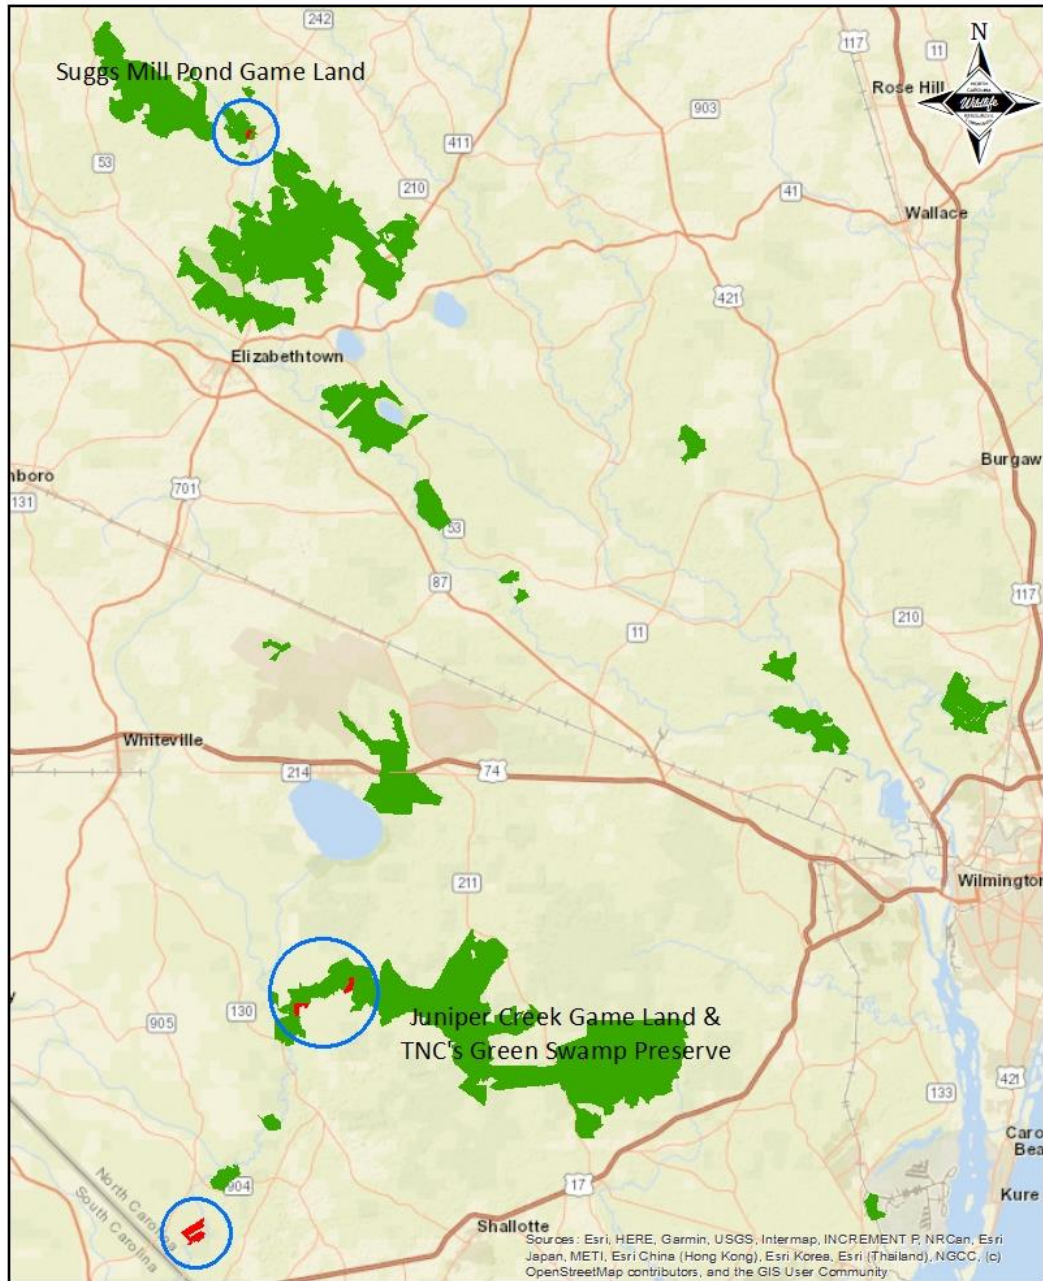 242
117
11
N
Suggs Mill Pond Game Land
Rose Hill
NORTH
CAROLINA
Wildlife
903
53
411
210
41
Wallace
421
Elizabethtown
Burgaw
nboro
131
701
53
87
117
11
210
Whiteville
214
74
211
Wilmington
Juniper Creek Game Land &
TNC's Green Swamp Preserve
130
905
133
421
Caro
Bea
904
17
Kure
North Carolina
South Carolina
Shallotte
Sources: Esri, HERE, Garmin, USGS, Intermap, INCREMENT P, NRCan, Esri
Japan, METI, Esri China (Hong Kong), Esri Korea, Esri (Thailand), NGCC, (c)
OpenStreetMap contributors, and the GIS User Community